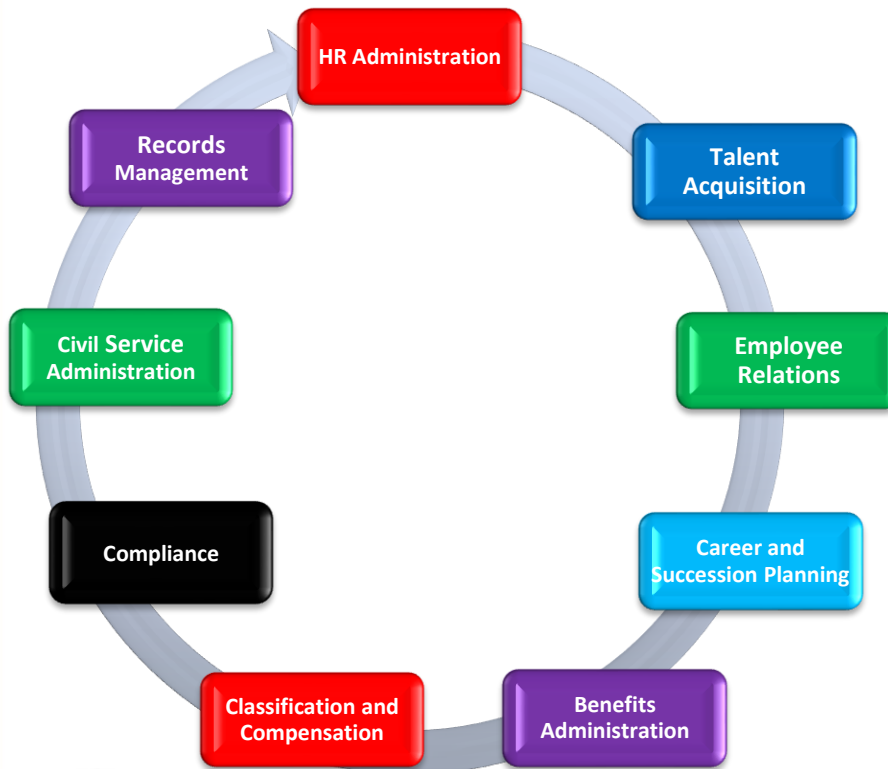 HR Administration
Talent
Acquisition
Employee
Relations
Career and
Succession Planning
Benefits
Administration
Classification and
Compensation
Compliance
Civil Service
Administration
Records
Management